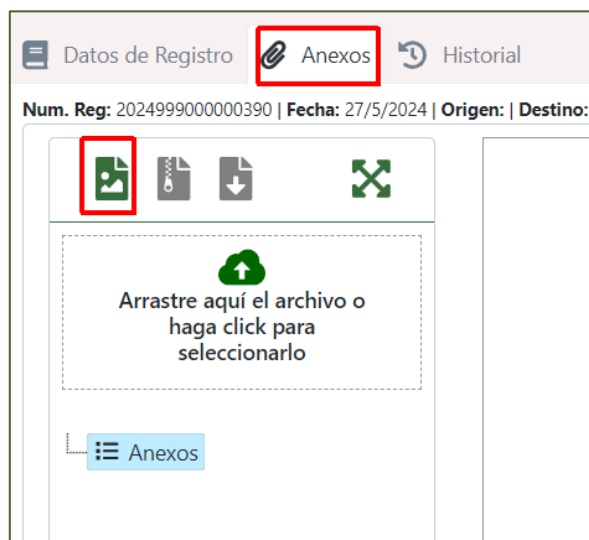 Datos de Registro Anexos Historial
Num. Reg: 2024999000000390 | Fecha: 27/5/2024 | Origen: | Destino:
Arrastre aquí el archivo o
haga click para
seleccionarlo
Anexos